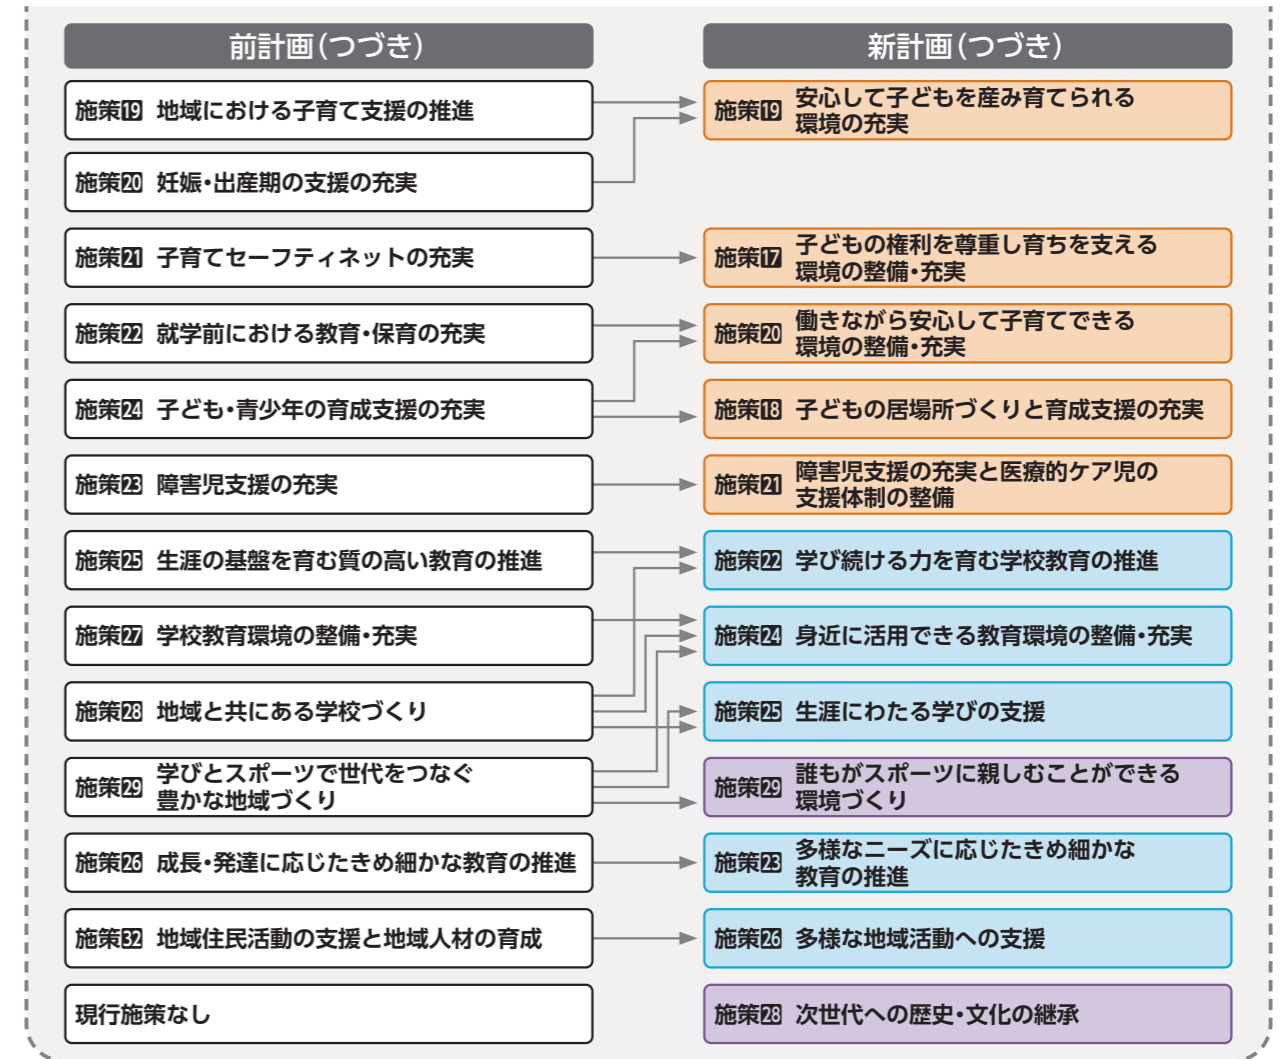 前計画(つづき)
新計画(つづき)
施策19 地域における子育て支援の推進
施策19 安心して子どもを産み育てられる
環境の充実
施策20 妊娠・出産期の支援の充実
施策21 子育てセーフティネットの充実
施策17 子どもの権利を尊重し育ちを支える
環境の整備・充実
施策22 就学前における教育・保育の充実
施策20 働きながら安心して子育てできる
環境の整備・充実
施策24 子ども・青少年の育成支援の充実
施策18 子どもの居場所づくりと育成支援の充実
施策23 障害児支援の充実
施策21 障害児支援の充実と医療的ケア児の
支援体制の整備
施策25 生涯の基盤を育む質の高い教育の推進
施策22 学び続ける力を育む学校教育の推進
施策27 学校教育環境の整備・充実
施策24 身近に活用できる教育環境の整備・充実
施策28 地域と共にある学校づくり
施策25 生涯にわたる学びの支援
施策29 学びとスポーツで世代をつなぐ
豊かな地域づくり
施策29 誰もがスポーツに親しむことができる
環境づくり
施策26 成長・発達に応じたきめ細かな教育の推進
施策23 多様なニーズに応じたきめ細かな
教育の推進
施策32 地域住民活動の支援と地域人材の育成
施策26 多様な地域活動への支援
現行施策なし
施策28 次世代への歴史・文化の継承